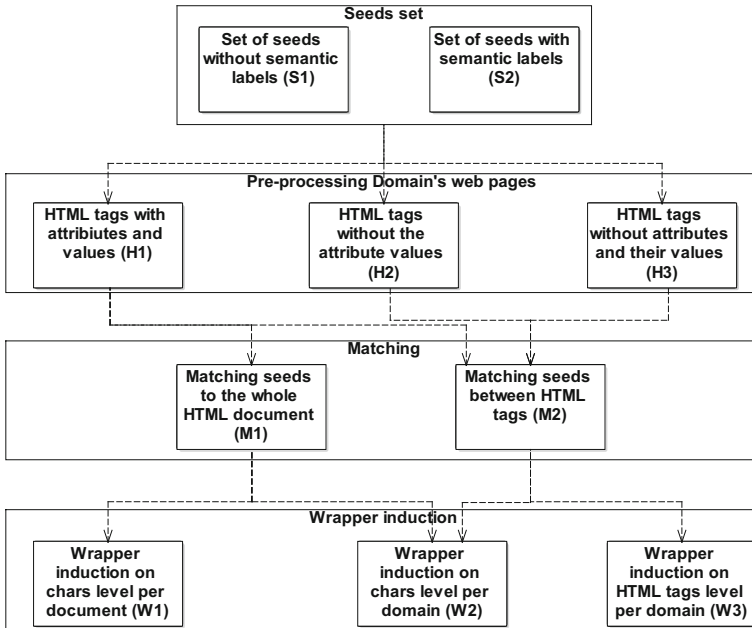 Seeds set
Set of seeds
without semantic
labels (S1)
Set of seeds with
semantic labels
(S2)
Pre-processing Domain's web pages
HTML tags with
attribiutes and
values (H1)
HTML tags
without the
attribute values
(H2)
HTML tags
without attributes
and their values
(H3)
Matching
Matching seeds
to the whole
HTML document
(M1)
Matching seeds
between HTML
tags (M2)
Wrapper induction
Wrapper
induction on
chars level per
document (W1)
Wrapper
induction on
chars level per
domain (W2)
Wrapper
induction on
HTML tags level
per domain (W3)